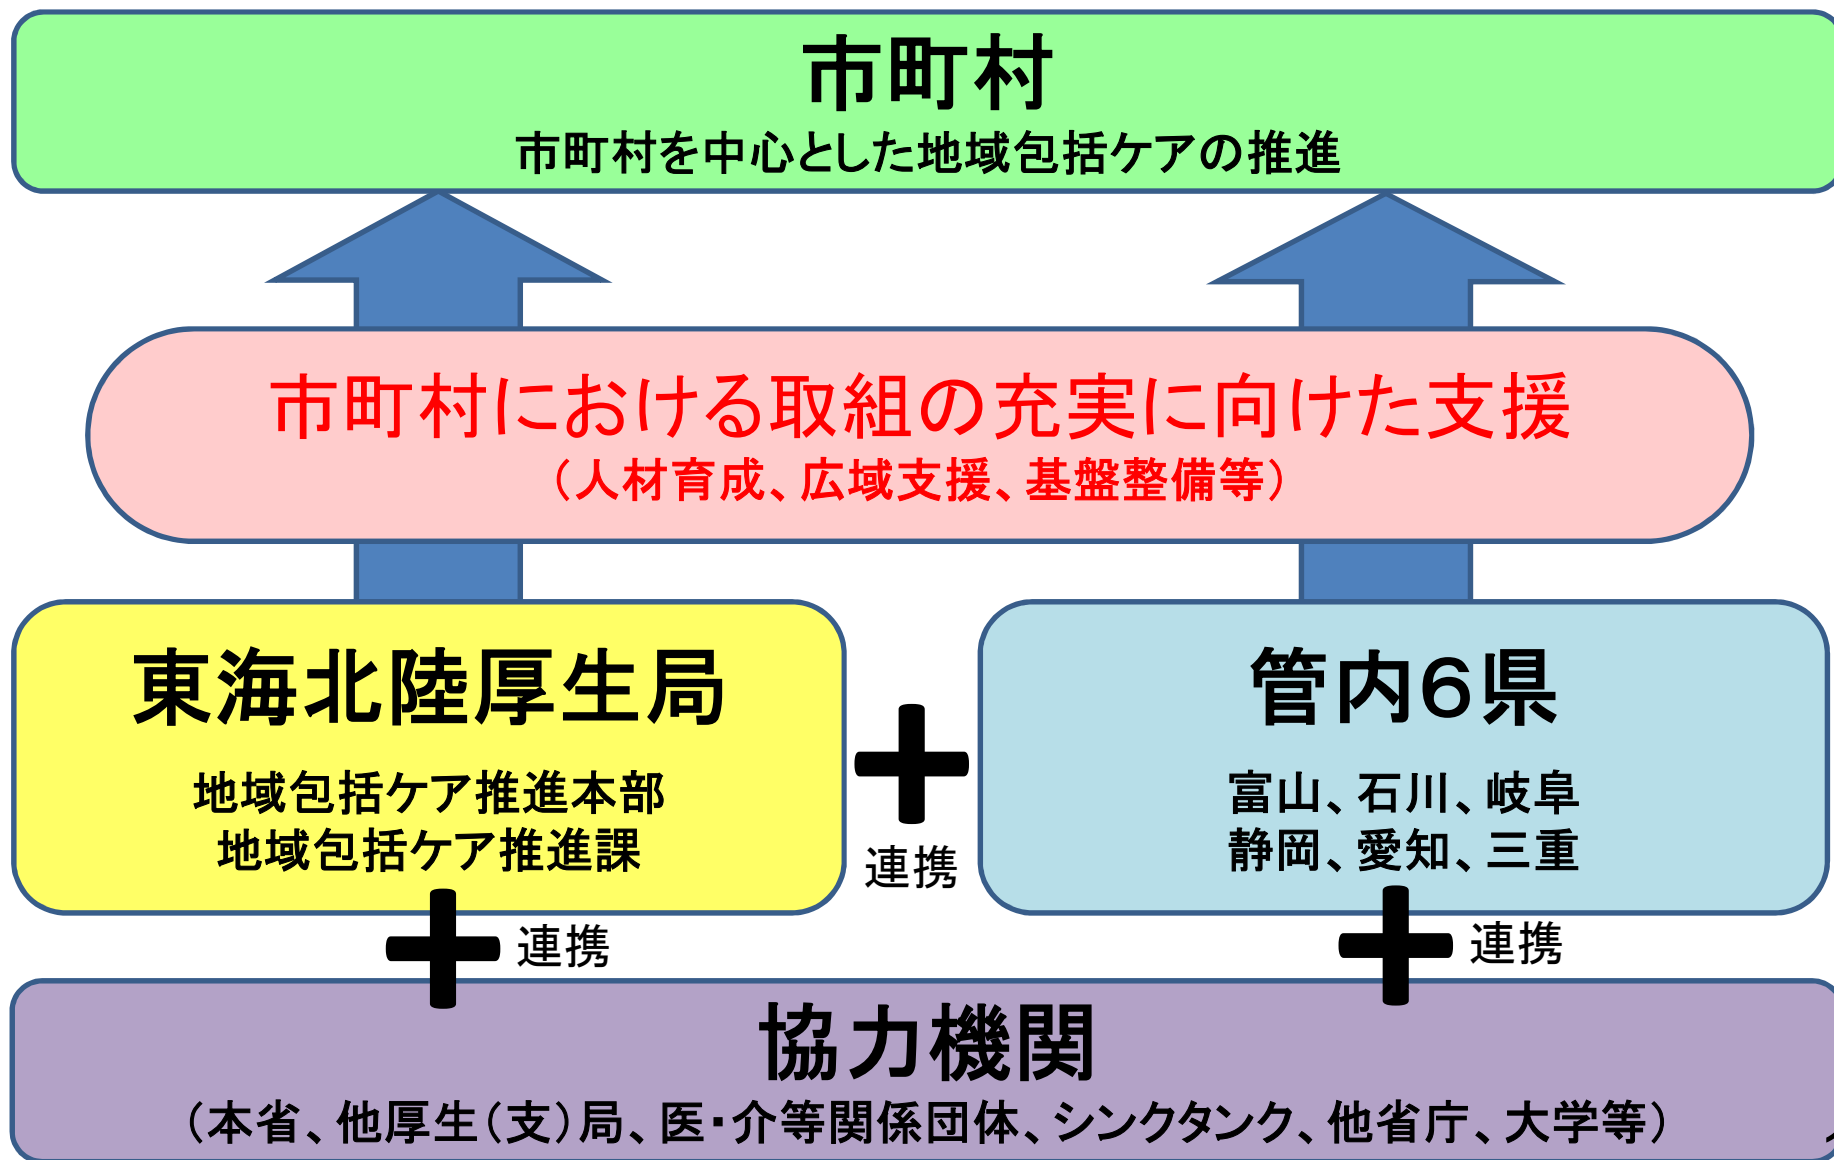 市町村
市町村を中心とした地域包括ケアの推進
市町村における取組の充実に向けた支援
（人材育成、広域支援、基盤整備等）
東海北陸厚生局
地域包括ケア推進本部
地域包括ケア推進課
連携
管内６県
富山、石川、岐阜
静岡、愛知、三重
連携
連携
協力機関
（本省、他厚生（支）局、医・介等関係団体、シンクタンク、他省庁、大学等）